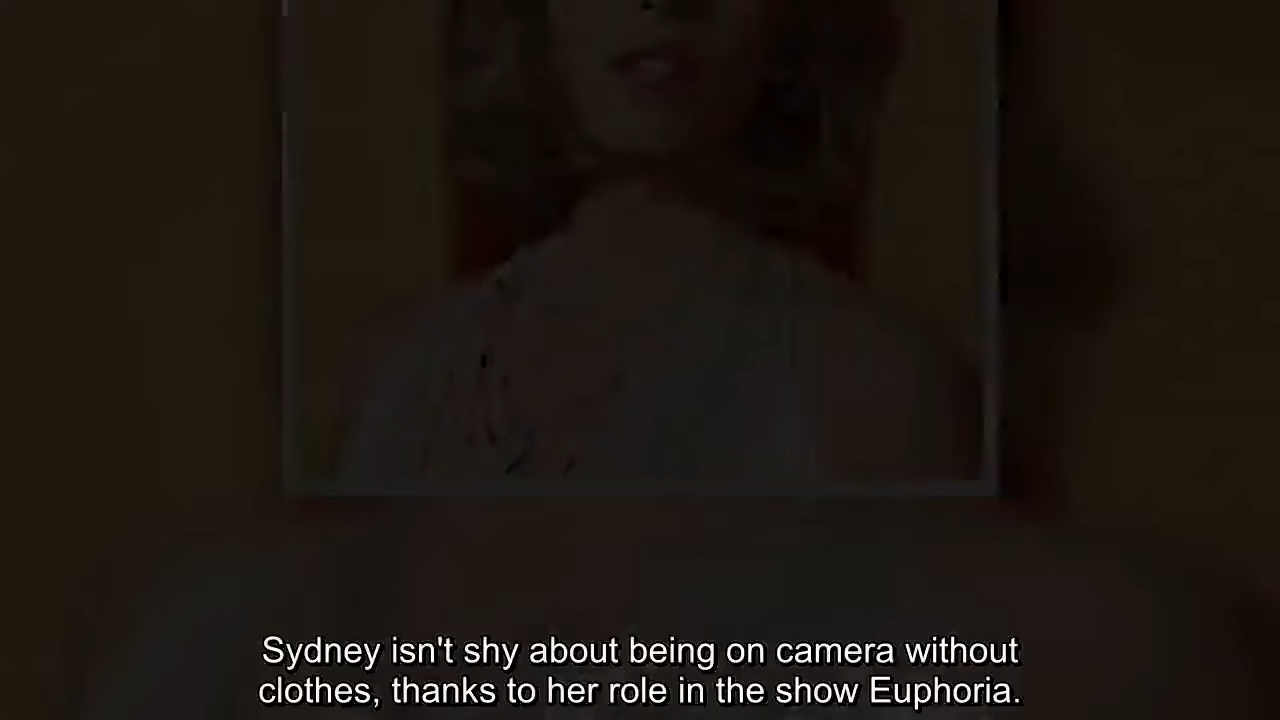 Sydney isn't shy about being on camera without
clothes, thanks to her role in the show Euphoria.